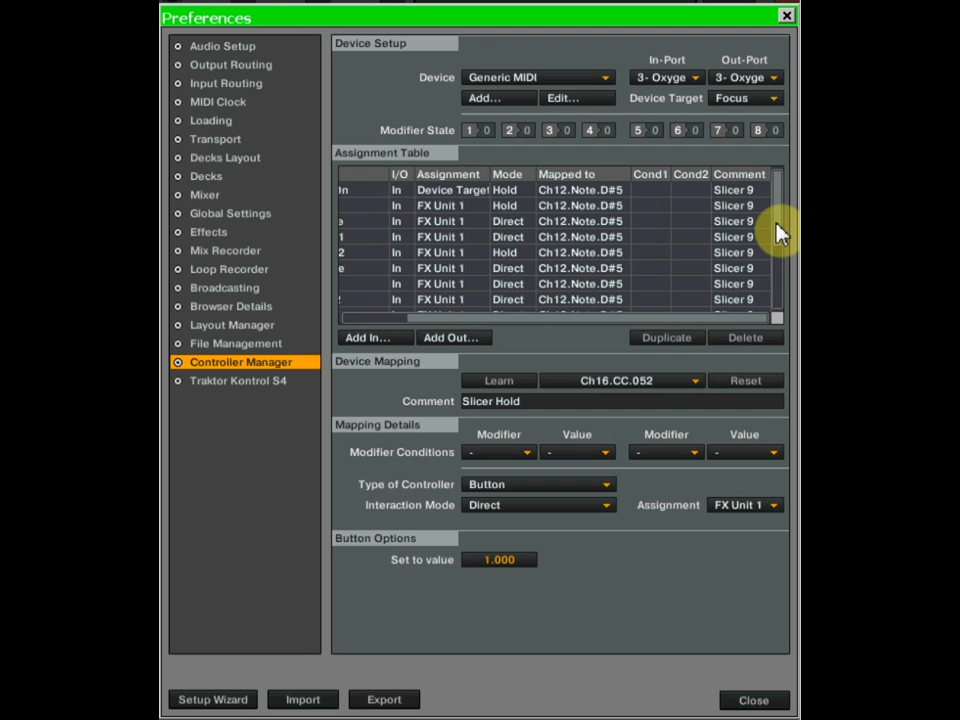 Preferences
Audio Setup
Output Routing
Input Routing
MIDI Clock
Loading
Transport
Decks Layout
Decks
Mixer
Global Settings
Effects
Mix Recorder
Loop Recorder
Broadcasting
Browser Details
Layout Manager
File Management
Controller Manager
Traktor Kontrol S4
Device Setup
In-Port Out-Port
Device Generic MIDI 3- Oxyge 3- Oxyge
Add... Edit... Device Target Focus
Modifier State 1 0 2 0 3 0 4 0 5 0 6 0 7 0 8 0
Assignment Table
I/O Assignment Mode Mapped to Cond1 Cond2 Comment
In Device Target Hold Ch12.Note.D#5 Slicer 9
In FX Unit 1 Hold Ch12.Note.D#5 Slicer 9
e In FX Unit 1 Direct Ch12.Note.D#5 Slicer 9
1 In FX Unit 1 Direct Ch12.Note.D#5 Slicer 9
2 In FX Unit 1 Hold Ch12.Note.D#5 Slicer 9
e In FX Unit 1 Direct Ch12.Note.D#5 Slicer 9
In FX Unit 1 Direct Ch12.Note.D#5 Slicer 9
In FX Unit 1 Direct Ch12.Note.D#5 Slicer 9
Add In... Add Out... Duplicate Delete
Device Mapping
Learn Ch16.CC.052 Reset
Comment Slicer Hold
Mapping Details
Modifier Value Modifier Value
Modifier Conditions - - - -
Type of Controller Button
Interaction Mode Direct Assignment FX Unit 1
Button Options
Set to value 1.000
Setup Wizard Import Export Close